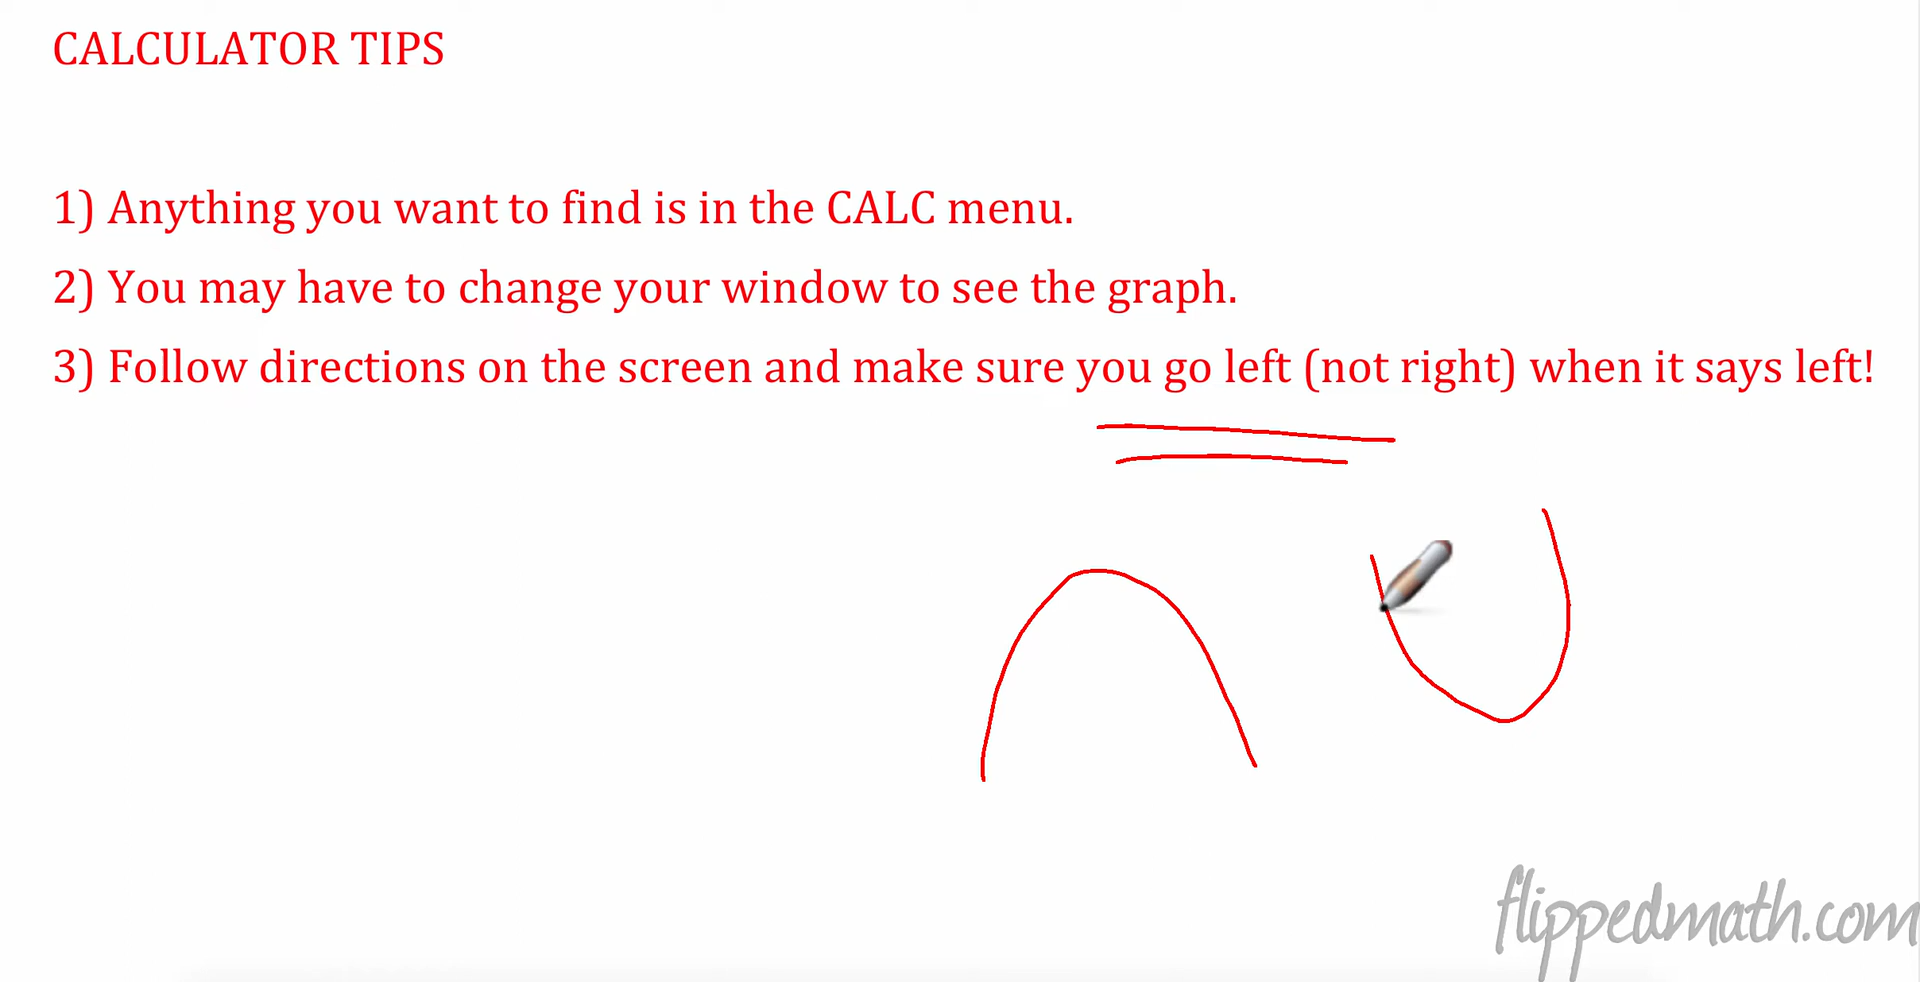 CALCULATOR TIPS
1) Anything you want to find is in the CALC menu.
2) You may have to change your window to see the graph.
3) Follow directions on the screen and make sure you go left (not right) when it says left!
flippedmath.com